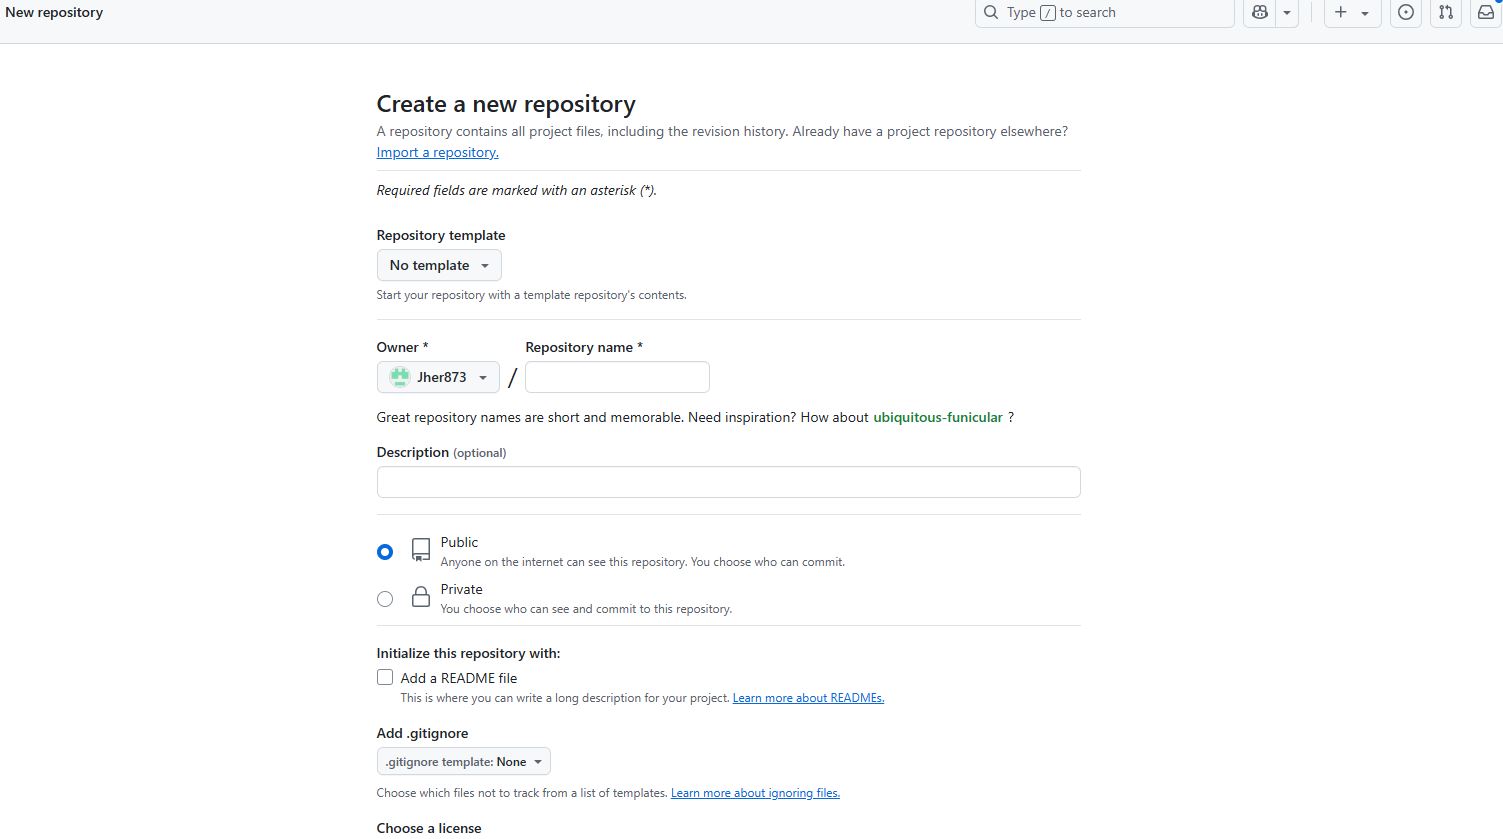 New repository
Type / to search
Create a new repository
A repository contains all project files, including the revision history. Already have a project repository elsewhere?
Import a repository.
Required fields are marked with an asterisk (*).
Repository template
No template
Start your repository with a template repository's contents.
Owner * Repository name *
Jher873 /
Great repository names are short and memorable. Need inspiration? How about ubiquitous-funicular ?
Description (optional)
Public
Anyone on the internet can see this repository. You choose who can commit.
Private
You choose who can see and commit to this repository.
Initialize this repository with:
Add a README file
This is where you can write a long description for your project. Learn more about READMEs.
Add .gitignore
.gitignore template: None
Choose which files not to track from a list of templates. Learn more about ignoring files.
Choose a license